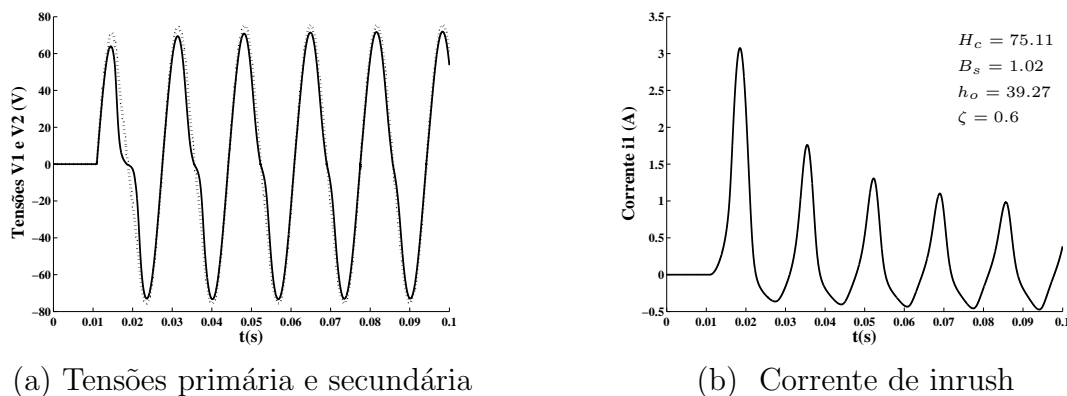 Tensões V1 e V2 (V)
80
60
40
20
0
−20
−40
−60
−80
0 0.01 0.02 0.03 0.04 0.05 0.06 0.07 0.08 0.09 0.1
t(s)
(a) Tensões primária e secundária
Corrente i1 (A)
3.5
3
2.5
2
1.5
1
0.5
0
−0.5
H_c = 75.11
B_s = 1.02
h_o = 39.27
ζ = 0.6
0 0.01 0.02 0.03 0.04 0.05 0.06 0.07 0.08 0.09 0.1
t(s)
(b) Corrente de inrush